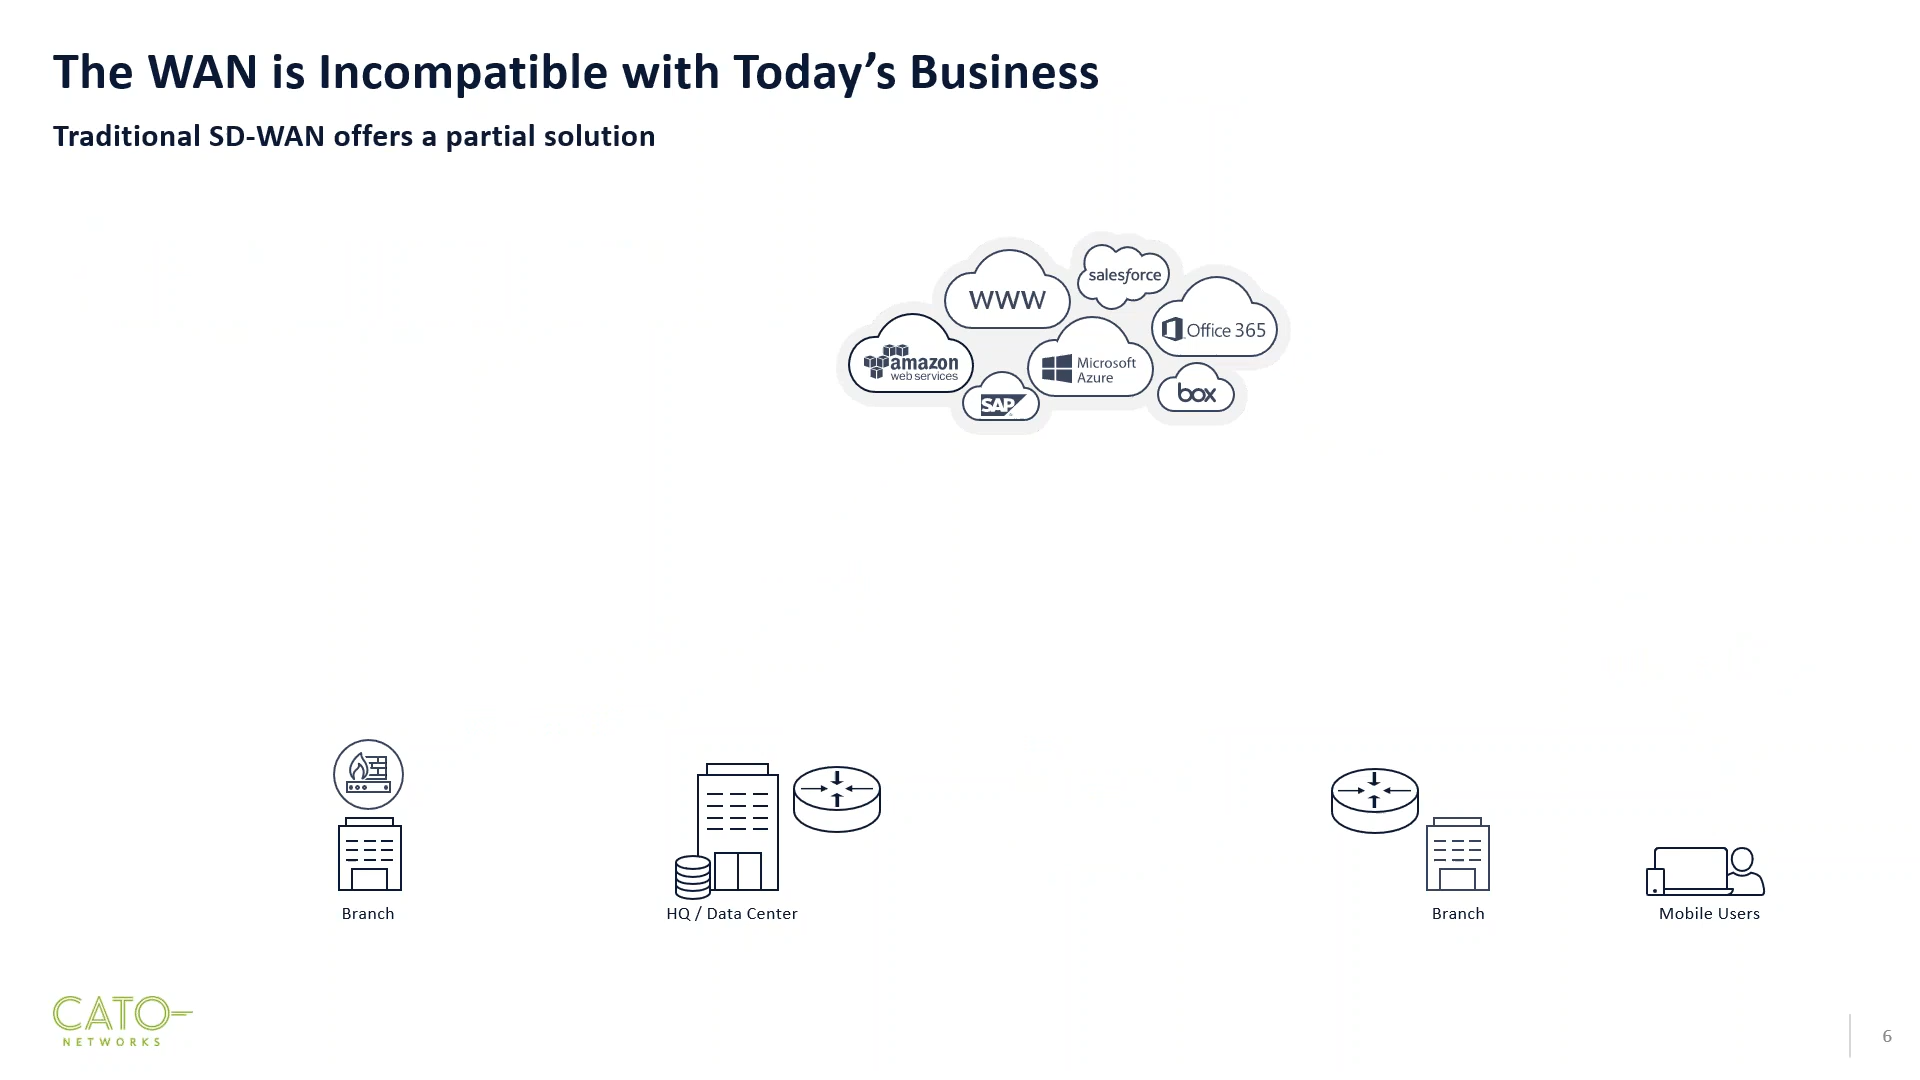 The WAN is Incompatible with Today’s Business
Traditional SD-WAN offers a partial solution
www
salesforce
Office 365
amazon
web services
Microsoft
Azure
SAP
box
Branch
HQ / Data Center
Branch
Mobile Users
CATO
NETWORKS
6